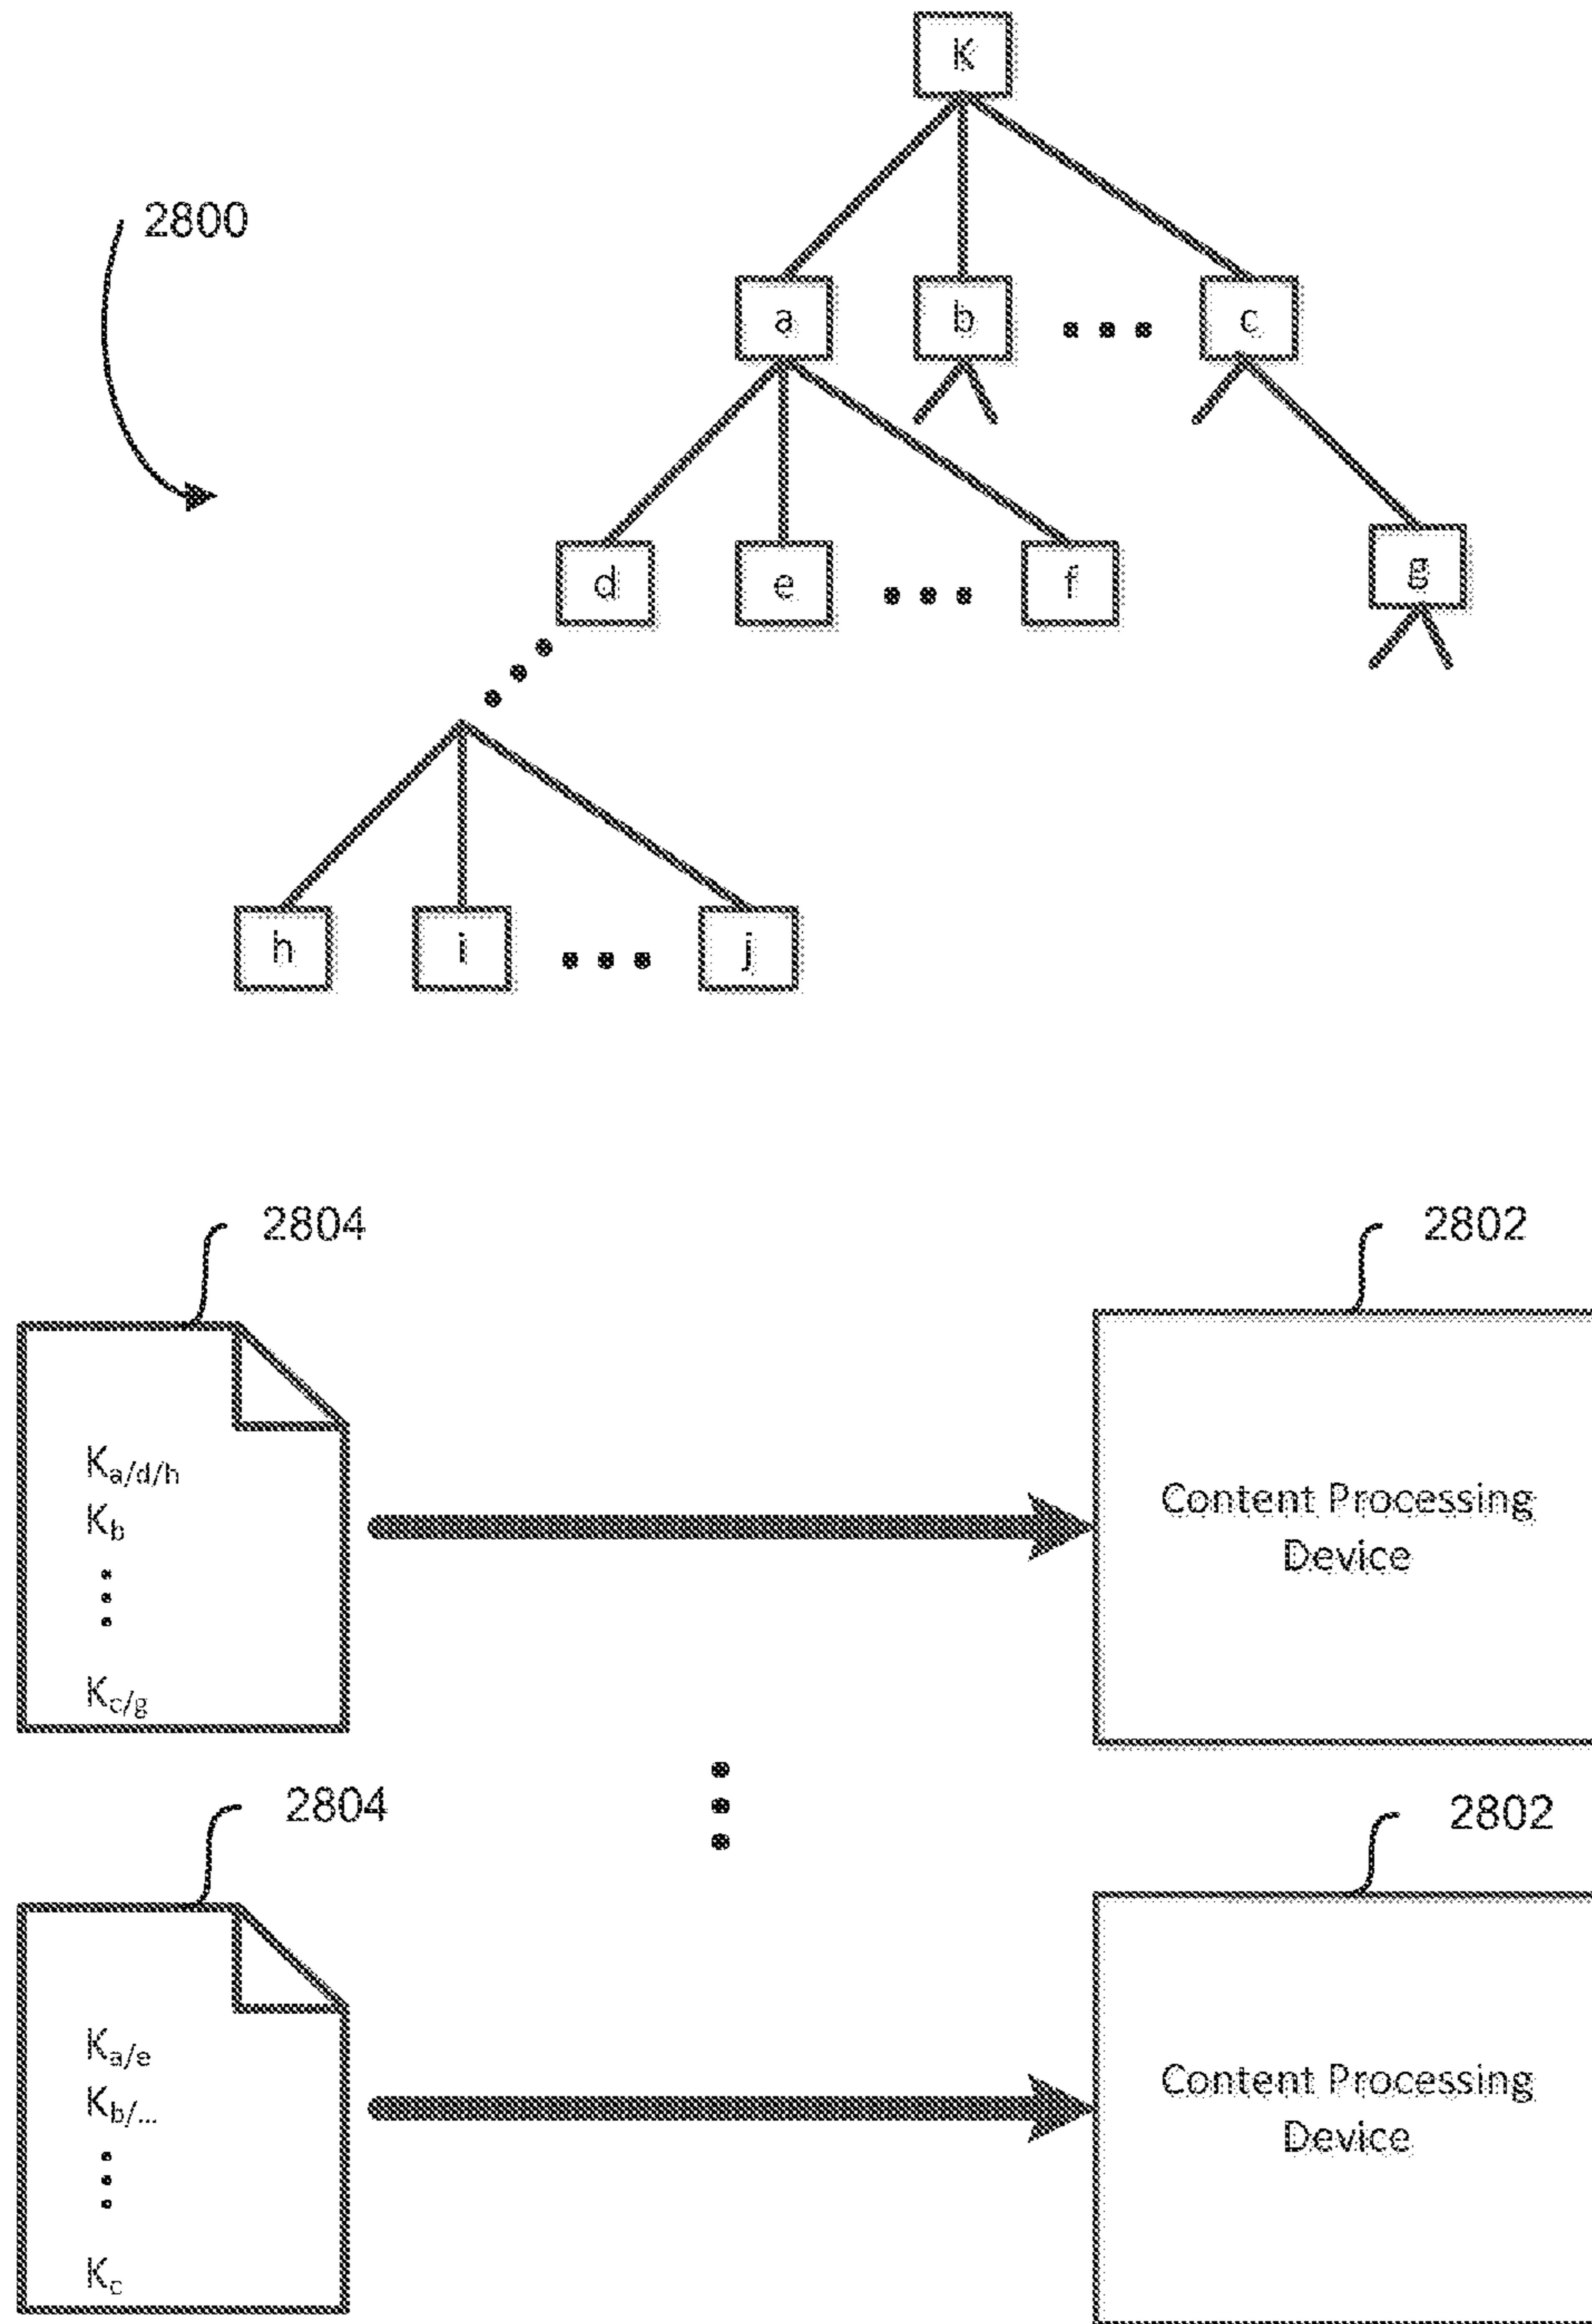 K
2800
a b ... c
d e ... f
g
h i ... j
2804
2802
Ka/d/h
Kb
Kc/g
Content Processing
Device
2804
2802
Ka/e
Kb/...
Kc
Content Processing
Device